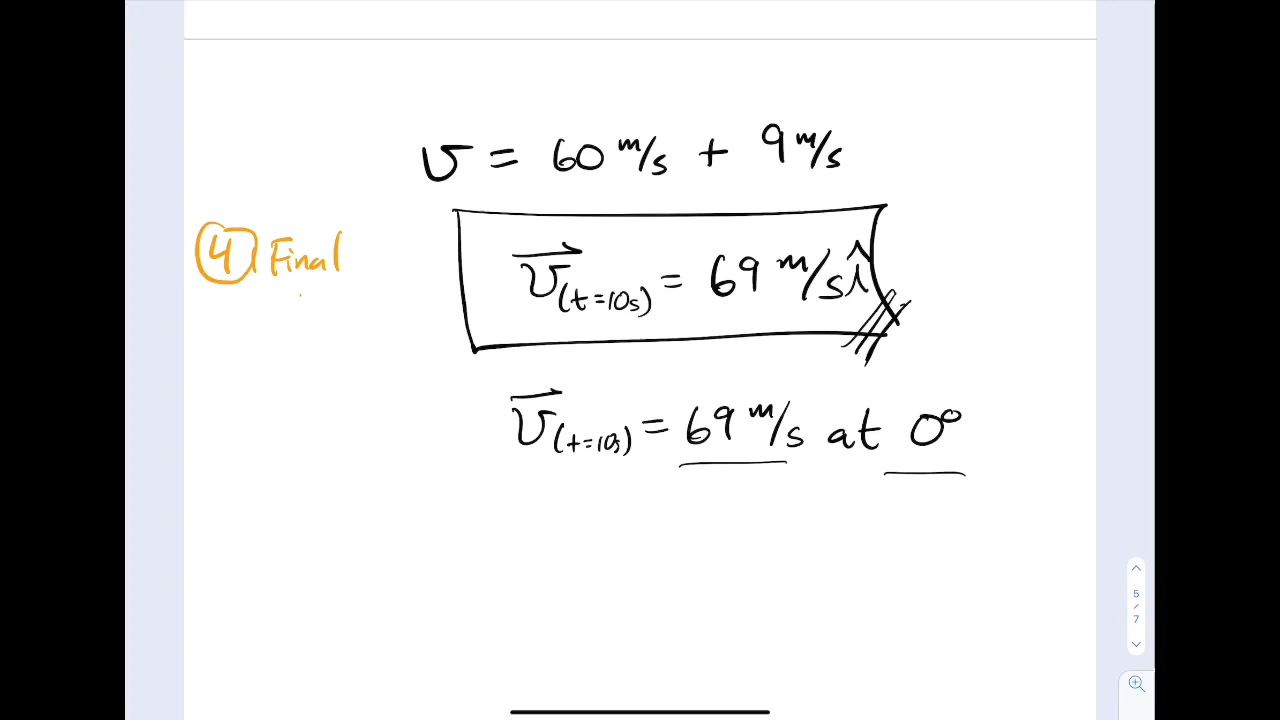 v = 60 m/s + 9 m/s
④ Final
v⃗(t=10s) = 69 m/s î
v⃗(t=10s) = 69 m/s at 0°
5
/
7